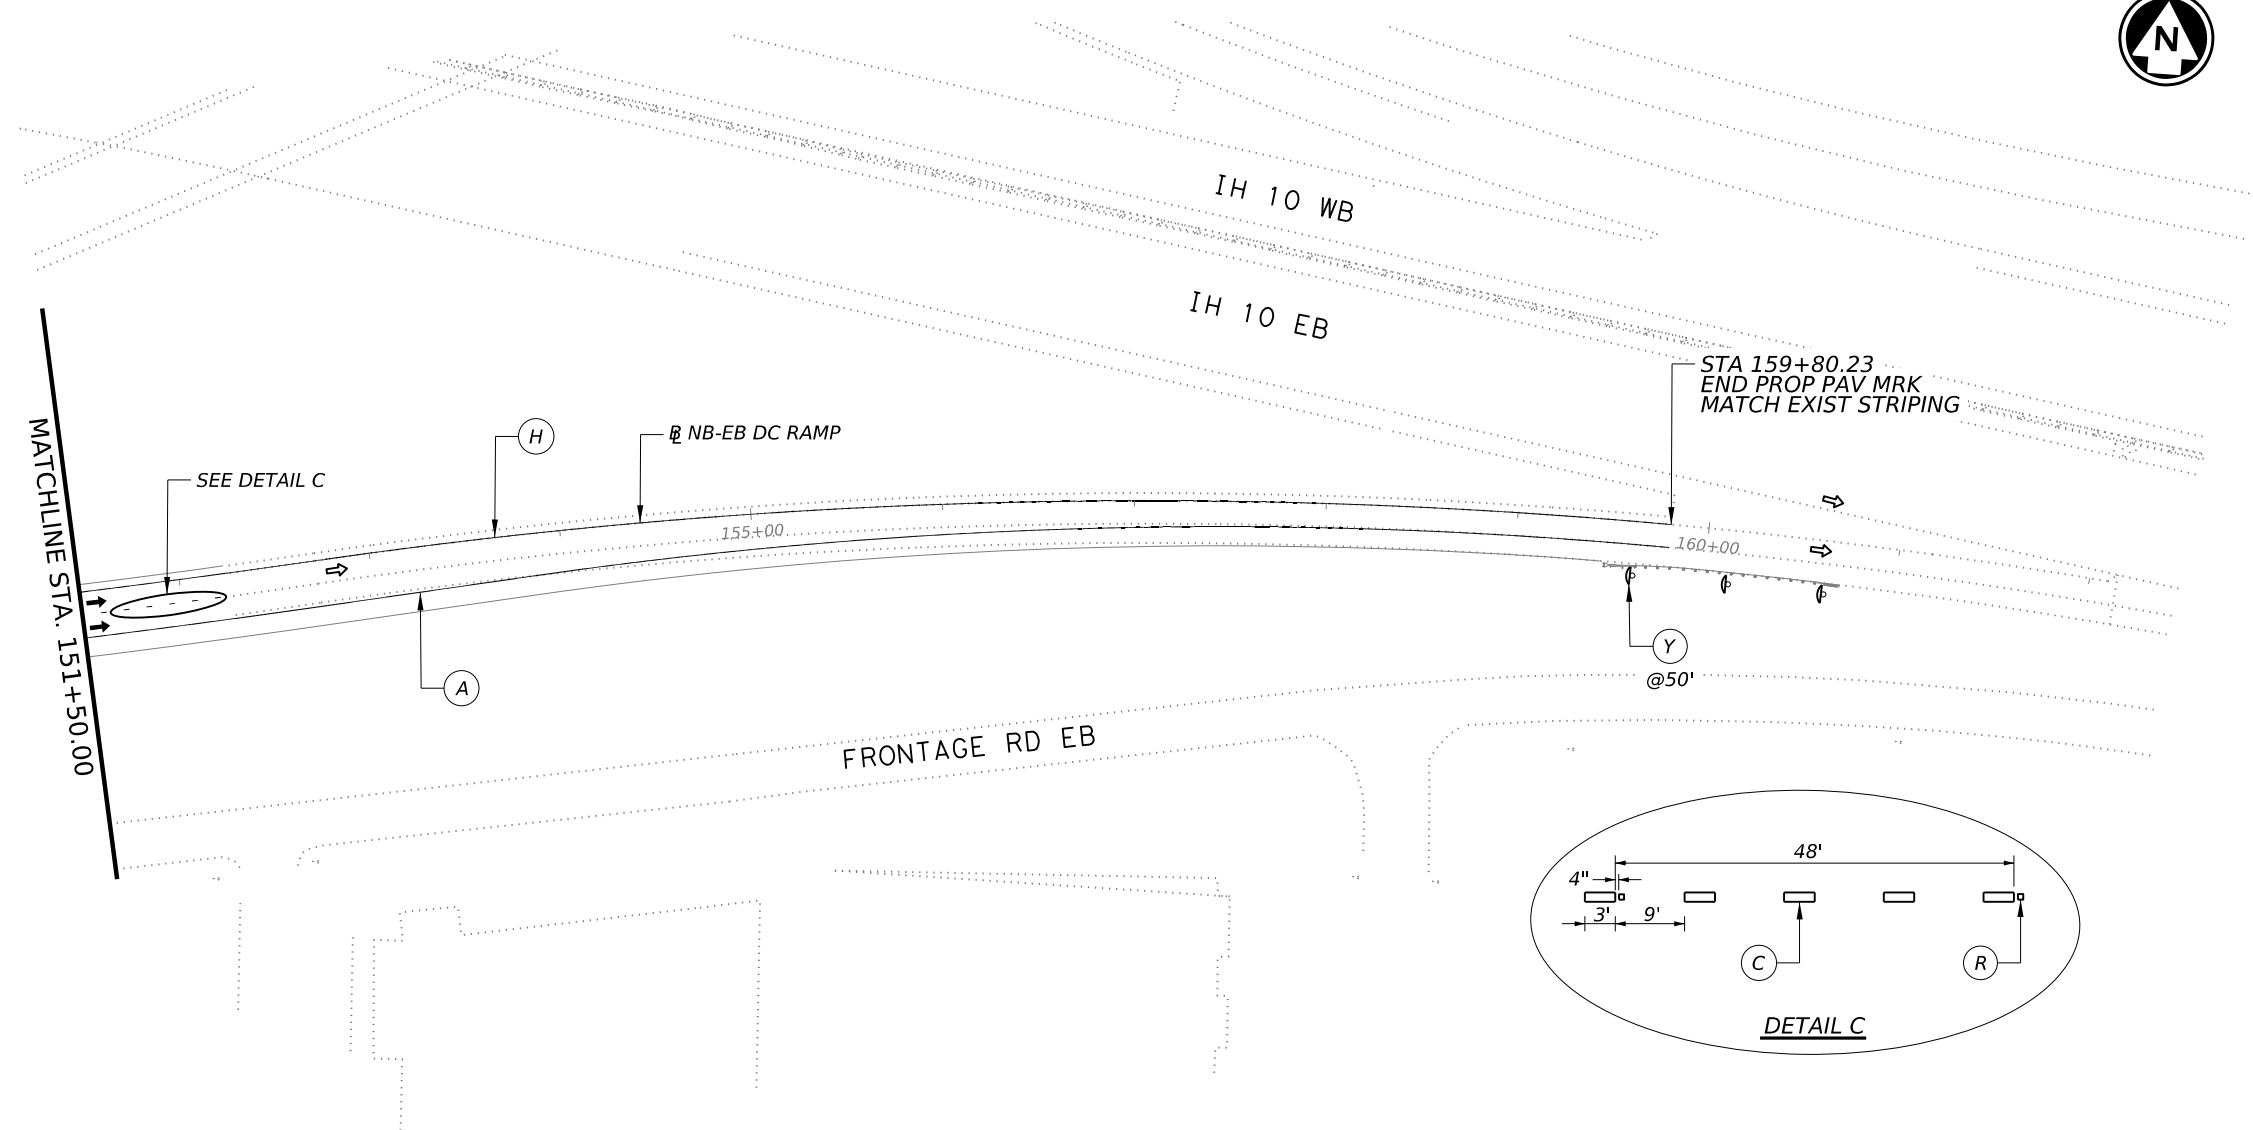 N
IH 10 WB
IH 10 EB
STA 159+80.23
END PROP PAV MRK
MATCH EXIST STRIPING
H
℄ NB-EB DC RAMP
SEE DETAIL C
MATCHLINE STA. 151+50.00
155+00
160+00
A
Y
@50'
FRONTAGE RD EB
48'
4"
3'
9'
C
R
DETAIL C